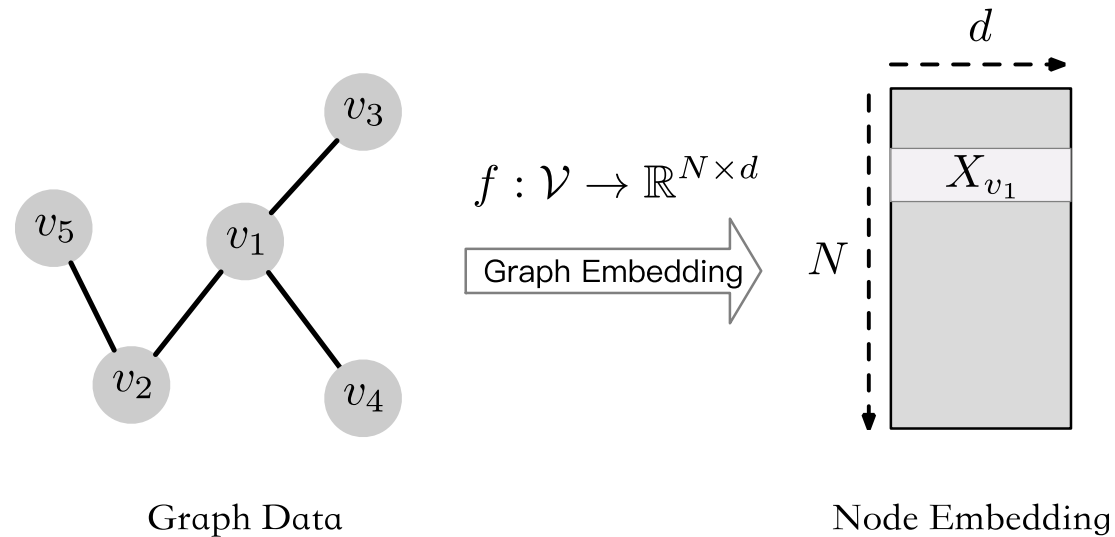 d
v₃
f : 𝒱 → ℝ^{N×d}
X_{v₁}
v₅
v₁
Graph Embedding
N
v₂
v₄
Graph Data
Node Embedding